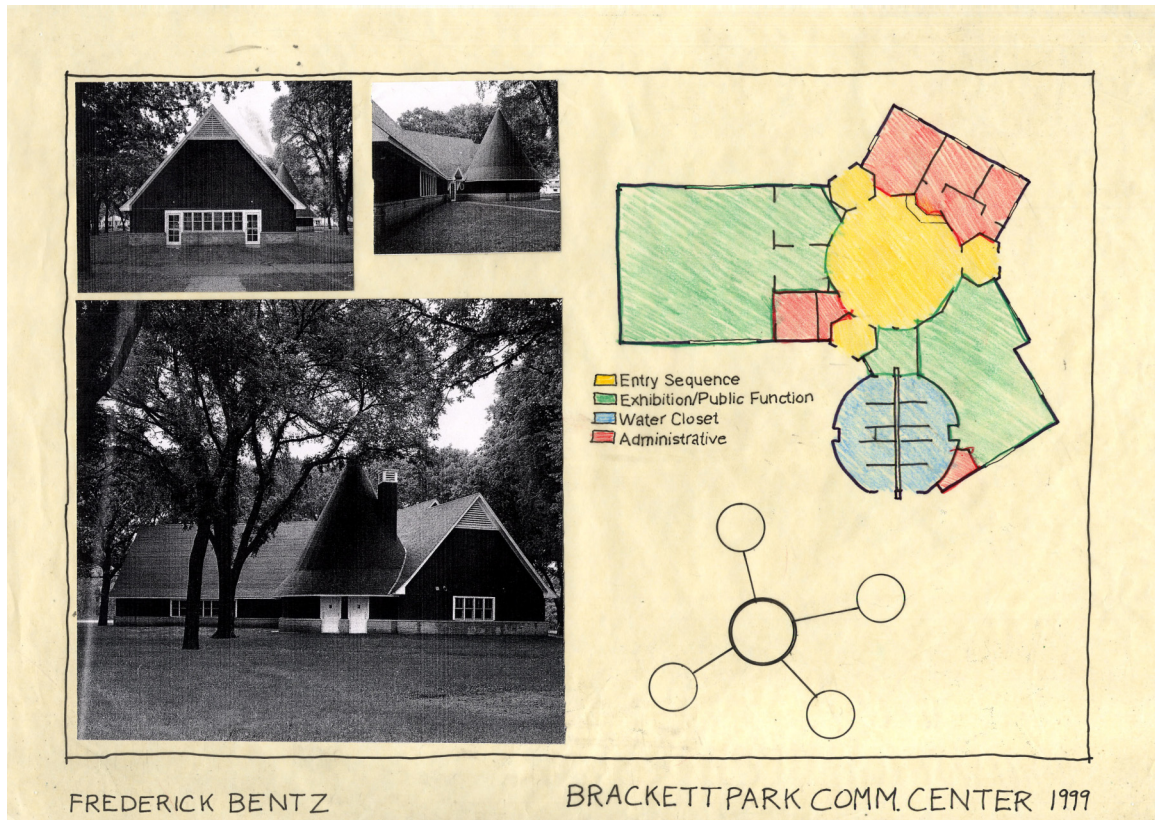 Entry Sequence
Exhibition/Public Function
Water Closet
Administrative
FREDERICK BENTZ
BRACKETT PARK COMM. CENTER 1999